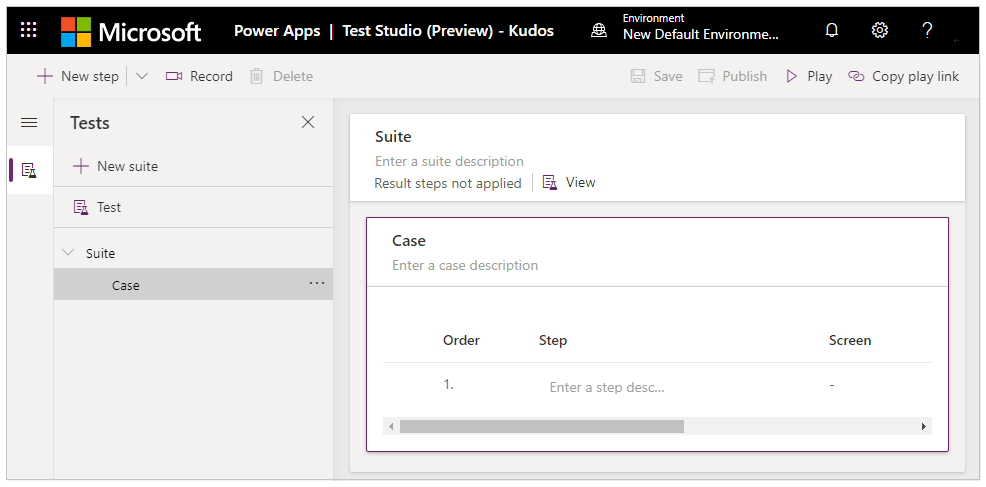 Microsoft Power Apps | Test Studio (Preview) - Kudos Environment
New Default Environme... ?
New step Record Delete Save Publish Play Copy play link
Tests
New suite
Test
Suite
Case ...
Suite
Enter a suite description
Result steps not applied View
Case
Enter a case description
Order Step Screen
1. Enter a step desc... -